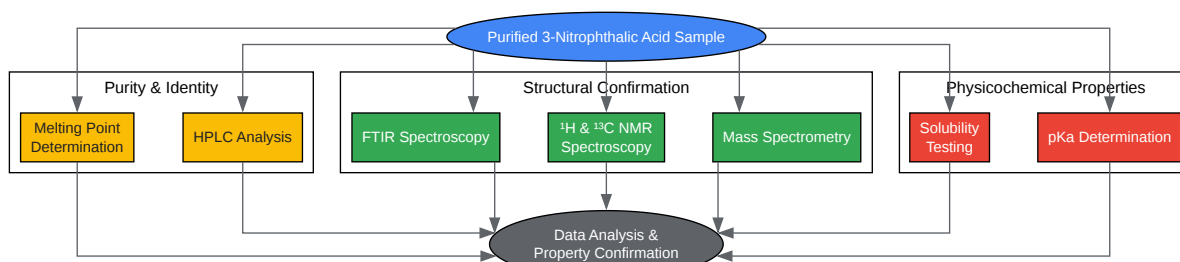 Purified 3-Nitrophthalic Acid Sample
Purity & Identity
Structural Confirmation
Physicochemical Properties
Melting Point
Determination
HPLC Analysis
FTIR Spectroscopy
¹H & ¹³C NMR
Spectroscopy
Mass Spectrometry
Solubility
Testing
pKa Determination
Data Analysis &
Property Confirmation